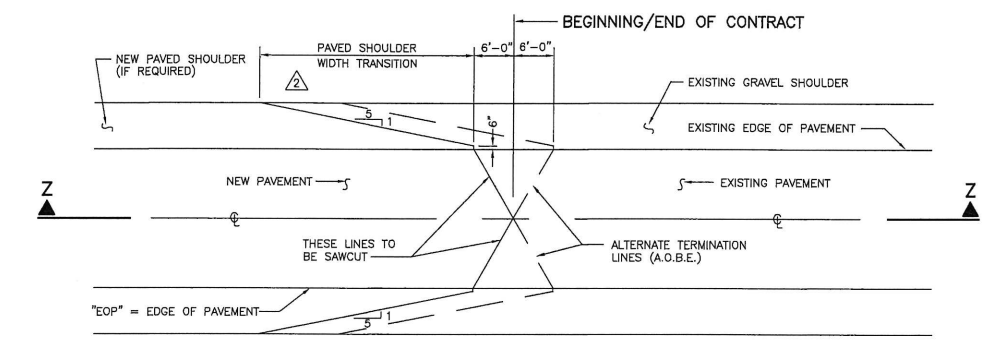 BEGINNING/END OF CONTRACT
PAVED SHOULDER
WIDTH TRANSITION
6'-0" 6'-0"
NEW PAVED SHOULDER
(IF REQUIRED)
2
EXISTING GRAVEL SHOULDER
5
1
6"
EXISTING EDGE OF PAVEMENT
NEW PAVEMENT
EXISTING PAVEMENT
Z
Z
℄
℄
THESE LINES TO
BE SAWCUT
ALTERNATE TERMINATION
LINES (A.O.B.E.)
"EOP" = EDGE OF PAVEMENT
1
5